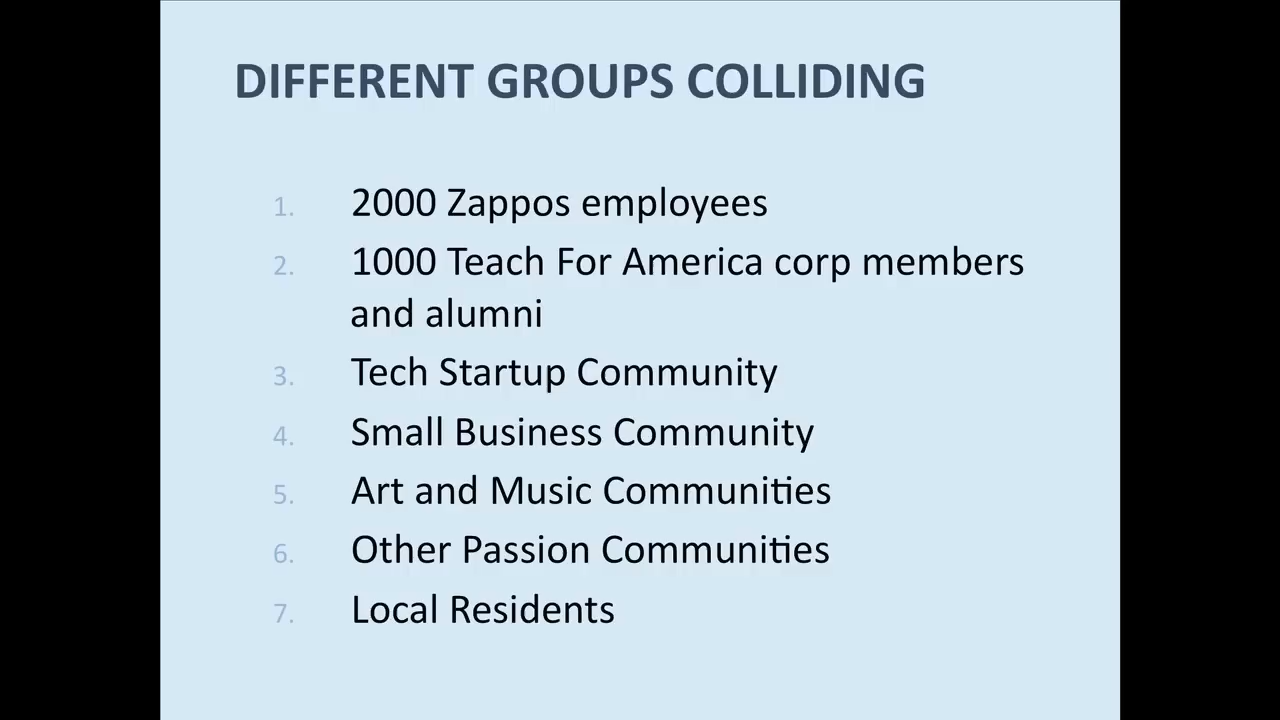 DIFFERENT GROUPS COLLIDING
1. 2000 Zappos employees
2. 1000 Teach For America corp members
and alumni
3. Tech Startup Community
4. Small Business Community
5. Art and Music Communities
6. Other Passion Communities
7. Local Residents